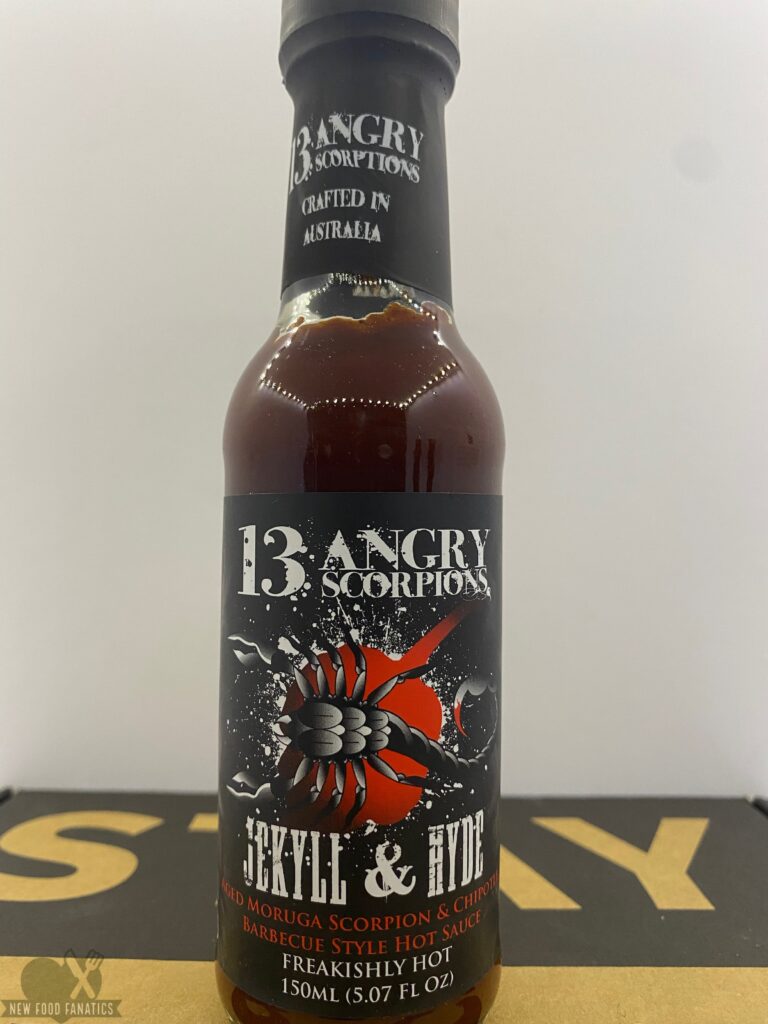 13 ANGRY
SCORPTIONS
CRAFTED IN
AUSTRALIA
13 ANGRY
SCORPIONS
JEKYLL & HYDE
AGED MORUGA SCORPION & CHIPOTLE
BARBECUE STYLE HOT SAUCE
FREAKISHLY HOT
150ML (5.07 FL OZ)
NEW FOOD FANATICS